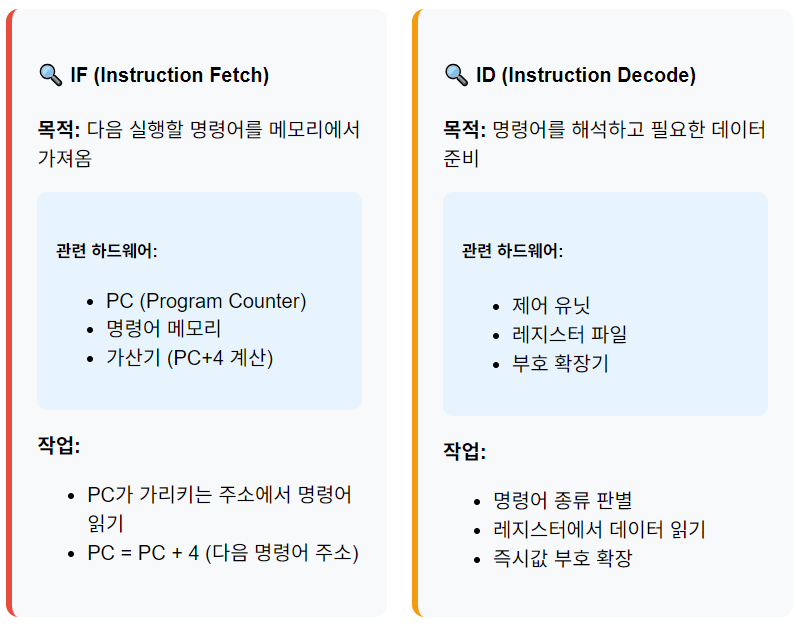 🔍 IF (Instruction Fetch)
목적: 다음 실행할 명령어를 메모리에서
가져옴
관련 하드웨어:
• PC (Program Counter)
• 명령어 메모리
• 가산기 (PC+4 계산)
작업:
• PC가 가리키는 주소에서 명령어
읽기
• PC = PC + 4 (다음 명령어 주소)
🔍 ID (Instruction Decode)
목적: 명령어를 해석하고 필요한 데이터
준비
관련 하드웨어:
• 제어 유닛
• 레지스터 파일
• 부호 확장기
작업:
• 명령어 종류 판별
• 레지스터에서 데이터 읽기
• 즉시값 부호 확장